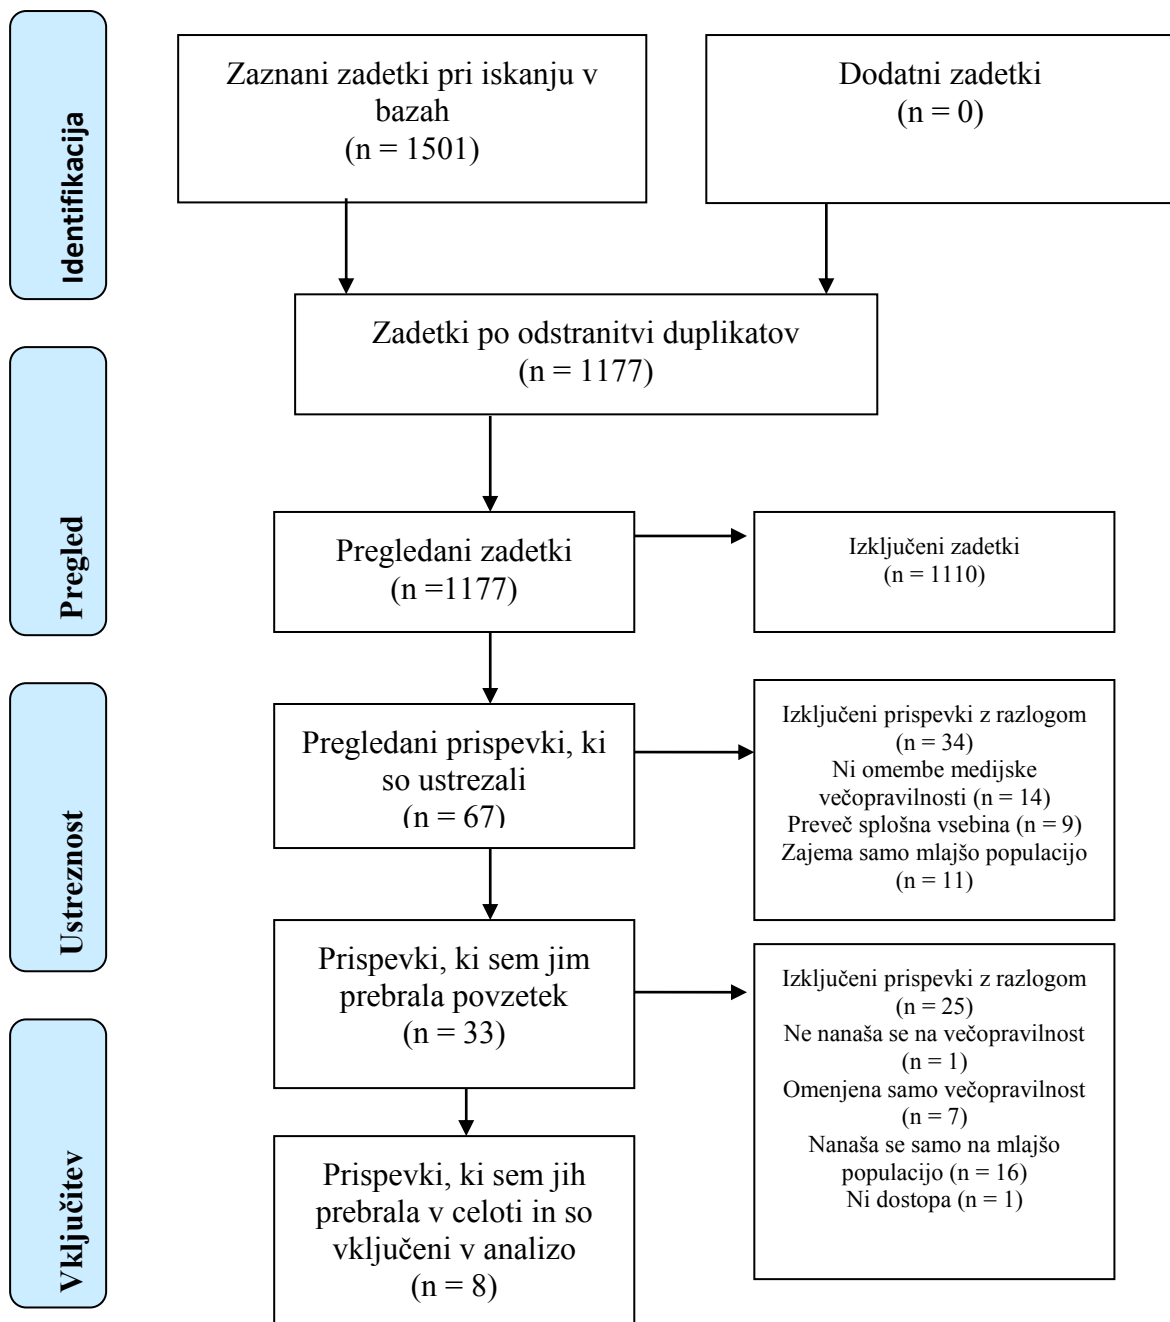 Identifikacija
Zaznani zadetki pri iskanju v
bazah
(n = 1501)
Dodatni zadetki
(n = 0)
Zadetki po odstranitvi duplikatov
(n = 1177)
Pregled
Pregledani zadetki
(n =1177)
Izključeni zadetki
(n = 1110)
Ustreznost
Pregledani prispevki, ki
so ustrezali
(n = 67)
Izključeni prispevki z razlogom
(n = 34)
Ni omembe medijske
večopravilnosti (n = 14)
Preveč splošna vsebina (n = 9)
Zajema samo mlajšo populacijo
(n = 11)
Prispevki, ki sem jim
prebrala povzetek
(n = 33)
Izključeni prispevki z razlogom
(n = 25)
Ne nanaša se na večopravilnost
(n = 1)
Omenjena samo večopravilnost
(n = 7)
Nanaša se samo na mlajšo
populacijo (n = 16)
Ni dostopa (n = 1)
Vključitev
Prispevki, ki sem jih
prebrala v celoti in so
vključeni v analizo
(n = 8)